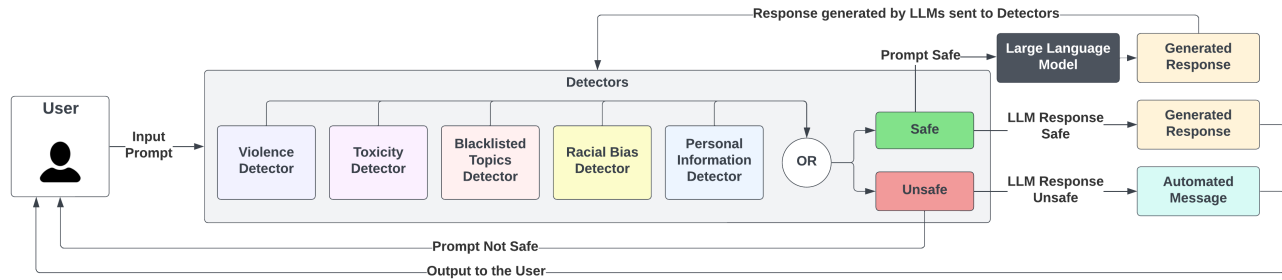 Response generated by LLMs sent to Detectors
Prompt Safe
Large Language
Model
Generated
Response
Detectors
User
Input
Prompt
Violence
Detector
Toxicity
Detector
Blacklisted
Topics
Detector
Racial Bias
Detector
Personal
Information
Detector
OR
Safe
LLM Response
Safe
Generated
Response
Unsafe
LLM Response
Unsafe
Automated
Message
Prompt Not Safe
Output to the User